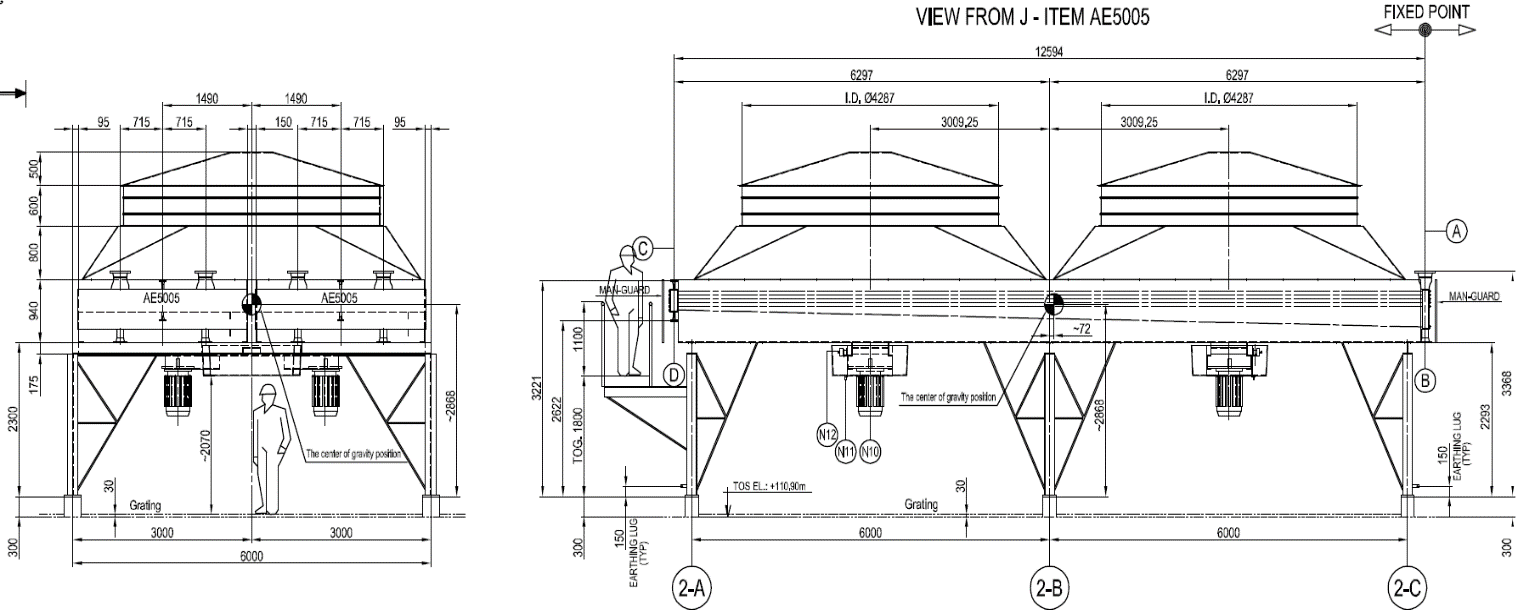 VIEW FROM J - ITEM AE5005
FIXED POINT
12594
6297
6297
1490
1490
I.D. Ø4287
I.D. Ø4287
95
715
715
150
715
715
95
3009,25
3009,25
500
600
800
940
175
2300
300
AE5005
AE5005
C
A
MAN-GUARD
MAN-GUARD
1100
~72
D
B
3221
2622
TOG. 1800
The center of gravity position
The center of gravity position
~2070
~2868
~2868
N12
N11
N10
2293
3368
150
EARTHING LUG
(TYP)
TOS EL.: +110,90m
30
Grating
Grating
30
3000
3000
6000
300
150
EARTHING LUG
(TYP)
6000
6000
300
2-A
2-B
2-C